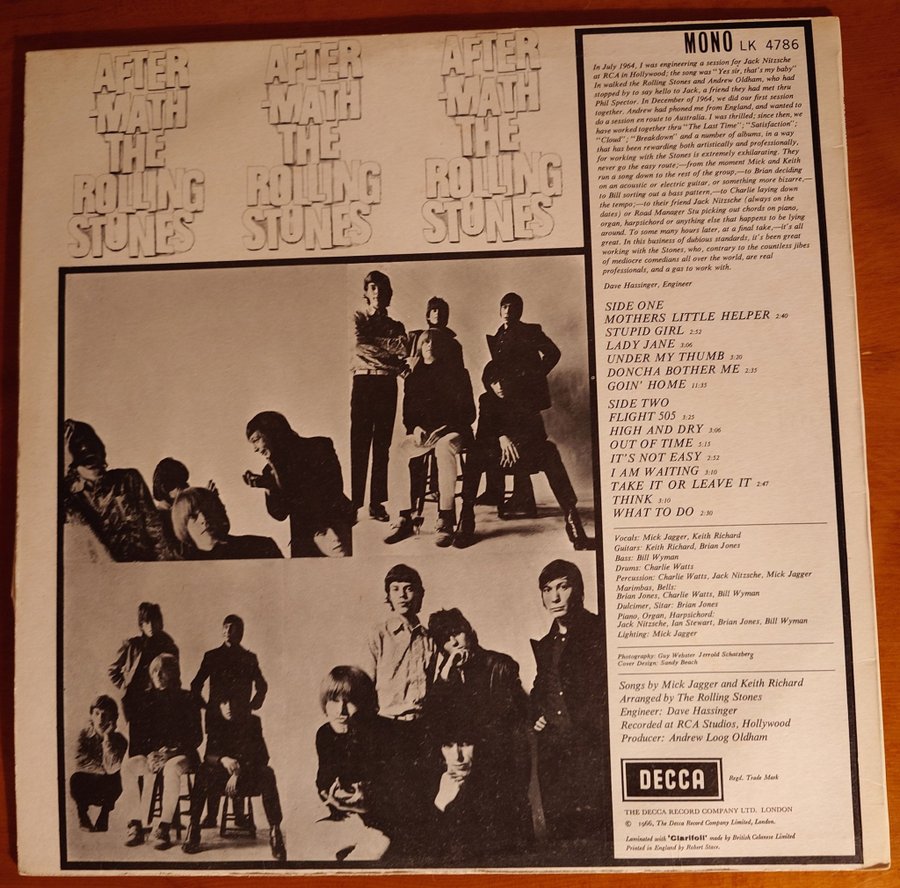 AFTER
-MATH
THE
ROLLING
STONES
AFTER
-MATH
THE
ROLLING
STONES
AFTER
-MATH
THE
ROLLING
STONES
MONO LK 4786
In July 1964, I was engineering a session for Jack Nitzsche
at RCA in Hollywood; the song was "Yes sir, that's my baby"
In walked the Rolling Stones and Andrew Oldham, who had
stopped by to say hello to Jack, a friend they had met thru
Phil Spector. In December of 1964, we did our first session
together. Andrew had phoned me from England, and wanted to
do a session en route to Australia. I was thrilled; since then, we
have worked together thru "The Last Time"; "Satisfaction";
"Cloud"; "Breakdown" and a number of albums, in a way
that has been rewarding both artistically and professionally,
for working with the Stones is extremely exhilarating. They
never go the easy route;—from the moment Mick and Keith
run a song down to the rest of the group,—to Brian deciding
on an acoustic or electric guitar, or something more bizarre,—
to Bill setting out a bass pattern,—to Charlie laying down
the tempo;—to their friend Jack Nitzsche (always on the
dates) or Road Manager Stu picking out chords on piano,
organ, harpsichord or anything else that happens to be lying
around. To some many hours later, at a final take,—it's all
great. In this business of dubious standards, it's been great
working with the Stones, who, contrary to the countless jibes
of mediocre comedians all over the world, are real
professionals, and a gas to work with.
Dave Hassinger, Engineer
SIDE ONE
MOTHERS LITTLE HELPER 2:40
STUPID GIRL 2:52
LADY JANE 3:06
UNDER MY THUMB 3:20
DONCHA BOTHER ME 2:35
GOIN' HOME 11:35
SIDE TWO
FLIGHT 505 3:25
HIGH AND DRY 3:06
OUT OF TIME 5:15
IT'S NOT EASY 2:52
I AM WAITING 3:10
TAKE IT OR LEAVE IT 2:47
THINK 3:10
WHAT TO DO 2:30
Vocals: Mick Jagger, Keith Richard
Guitars: Keith Richard, Brian Jones
Bass: Bill Wyman
Drums: Charlie Watts
Percussion: Charlie Watts, Jack Nitzsche, Mick Jagger
Marimbas, Bells:
Brian Jones, Charlie Watts, Bill Wyman
Dulcimer, Sitar: Brian Jones
Piano, Organ, Harpsichord:
Jack Nitzsche, Ian Stewart, Brian Jones, Bill Wyman
Lighting: Mick Jagger
Photography: Guy Webster Jerrold Schatzberg
Cover Design: Sandy Beach
Songs by Mick Jagger and Keith Richard
Arranged by The Rolling Stones
Engineer: Dave Hassinger
Recorded at RCA Studios, Hollywood
Producer: Andrew Loog Oldham
DECCA Regd. Trade Mark
THE DECCA RECORD COMPANY LTD. LONDON
© 1966, The Decca Record Company Limited, London.
Laminated with 'Clarifoil' made by British Celanese Limited
Printed in England by Robert Stace.